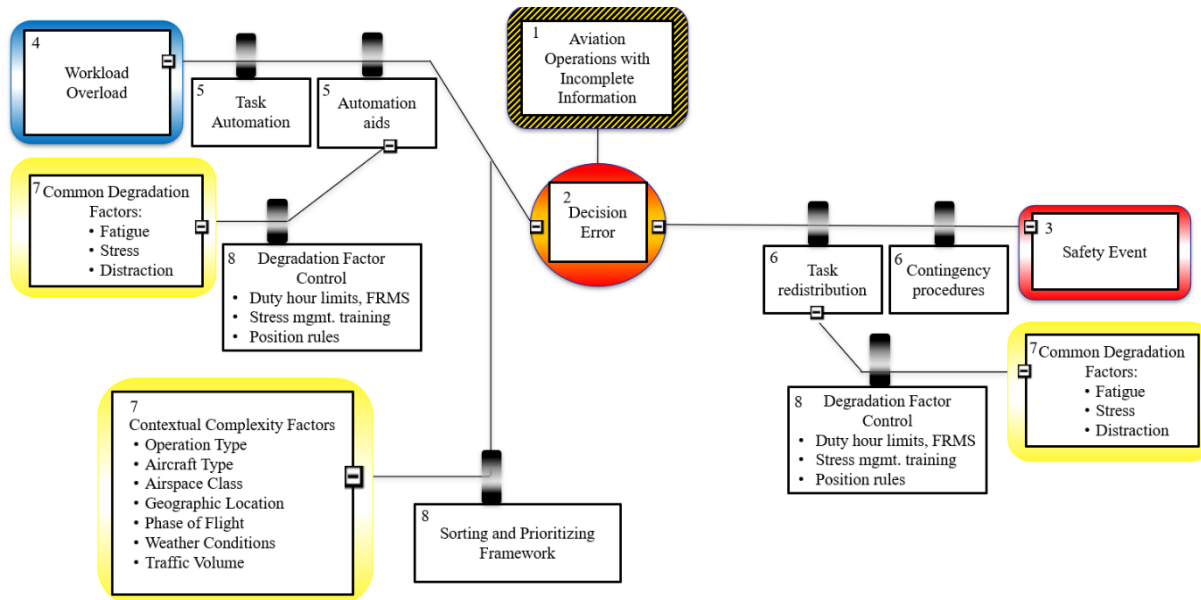 4
Workload
Overload
5
Task
Automation
5
Automation
aids
1
Aviation
Operations with
Incomplete
Information
7
Common Degradation
Factors:
• Fatigue
• Stress
• Distraction
8
Degradation Factor
Control
• Duty hour limits, FRMS
• Stress mgmt. training
• Position rules
2
Decision
Error
6
Task
redistribution
6
Contingency
procedures
3
Safety Event
7
Common Degradation
Factors:
• Fatigue
• Stress
• Distraction
8
Degradation Factor
Control
• Duty hour limits, FRMS
• Stress mgmt. training
• Position rules
7
Contextual Complexity Factors
• Operation Type
• Aircraft Type
• Airspace Class
• Geographic Location
• Phase of Flight
• Weather Conditions
• Traffic Volume
8
Sorting and Prioritizing
Framework